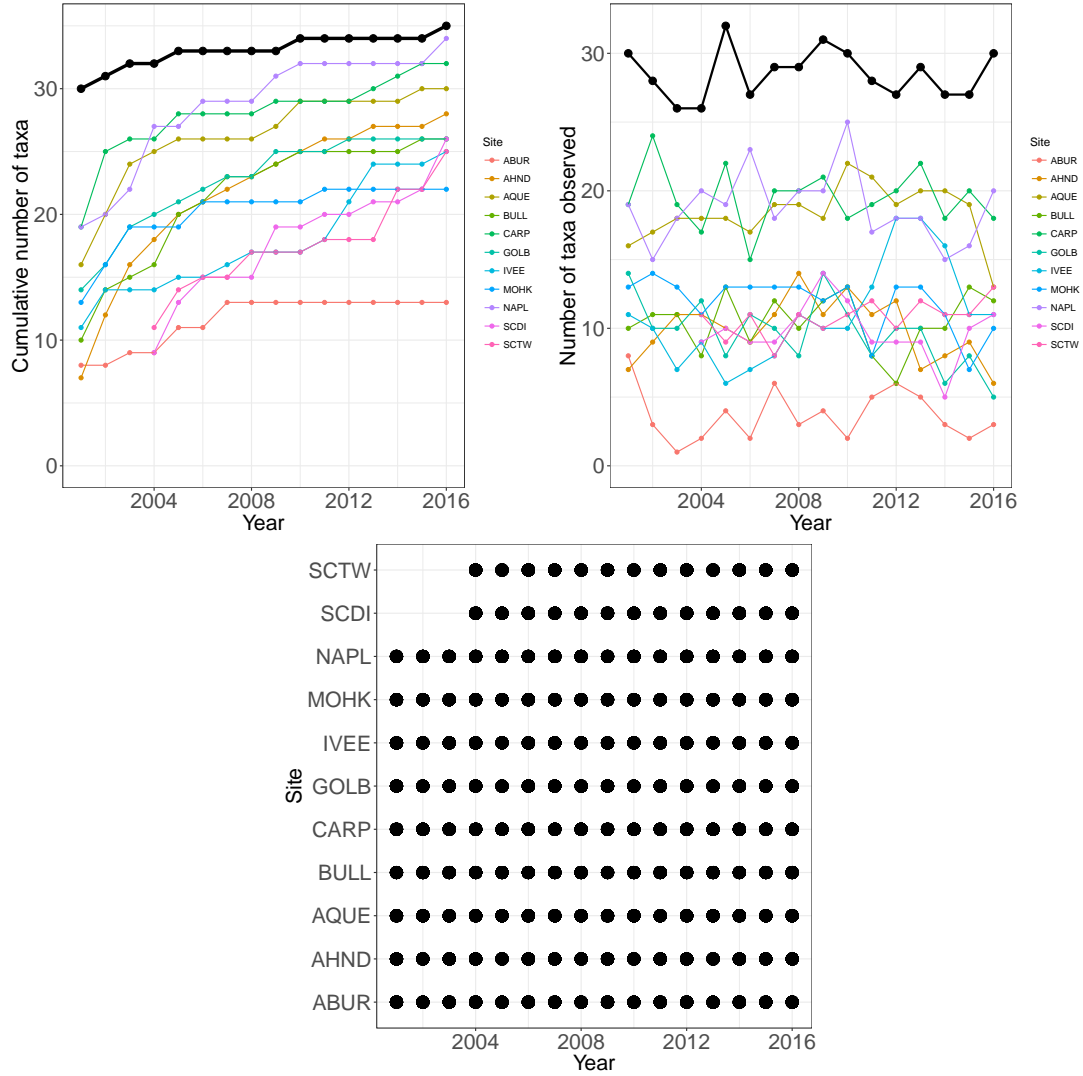 Cumulative number of taxa
30
20
10
0
2004 2008 2012 2016
Year
Site
ABUR
AHND
AQUE
BULL
CARP
GOLB
IVEE
MOHK
NAPL
SCDI
SCTW
Number of taxa observed
30
20
10
0
2004 2008 2012 2016
Year
Site
ABUR
AHND
AQUE
BULL
CARP
GOLB
IVEE
MOHK
NAPL
SCDI
SCTW
Site
SCTW
SCDI
NAPL
MOHK
IVEE
GOLB
CARP
BULL
AQUE
AHND
ABUR
2004 2008 2012 2016
Year